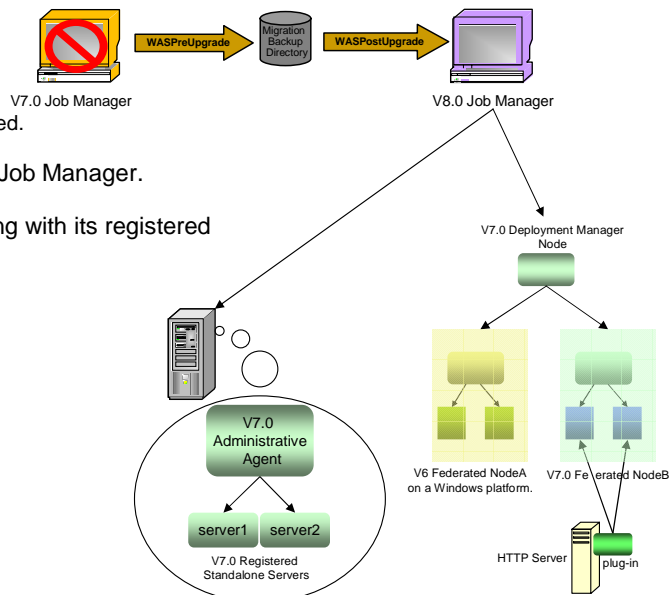 WASPreUpgrade
Migration
Backup
Directory
WASPostUpgrade
V7.0 Job Manager
V8.0 Job Manager
ed.
Job Manager.
ng with its registered
V7.0 Deployment Manager
Node
V7.0
Administrative
Agent
server1
server2
V7.0 Registered
Standalone Servers
V6 Federated NodeA
on a Windows platform.
V7.0 Fe erated NodeB
HTTP Server
plug-in